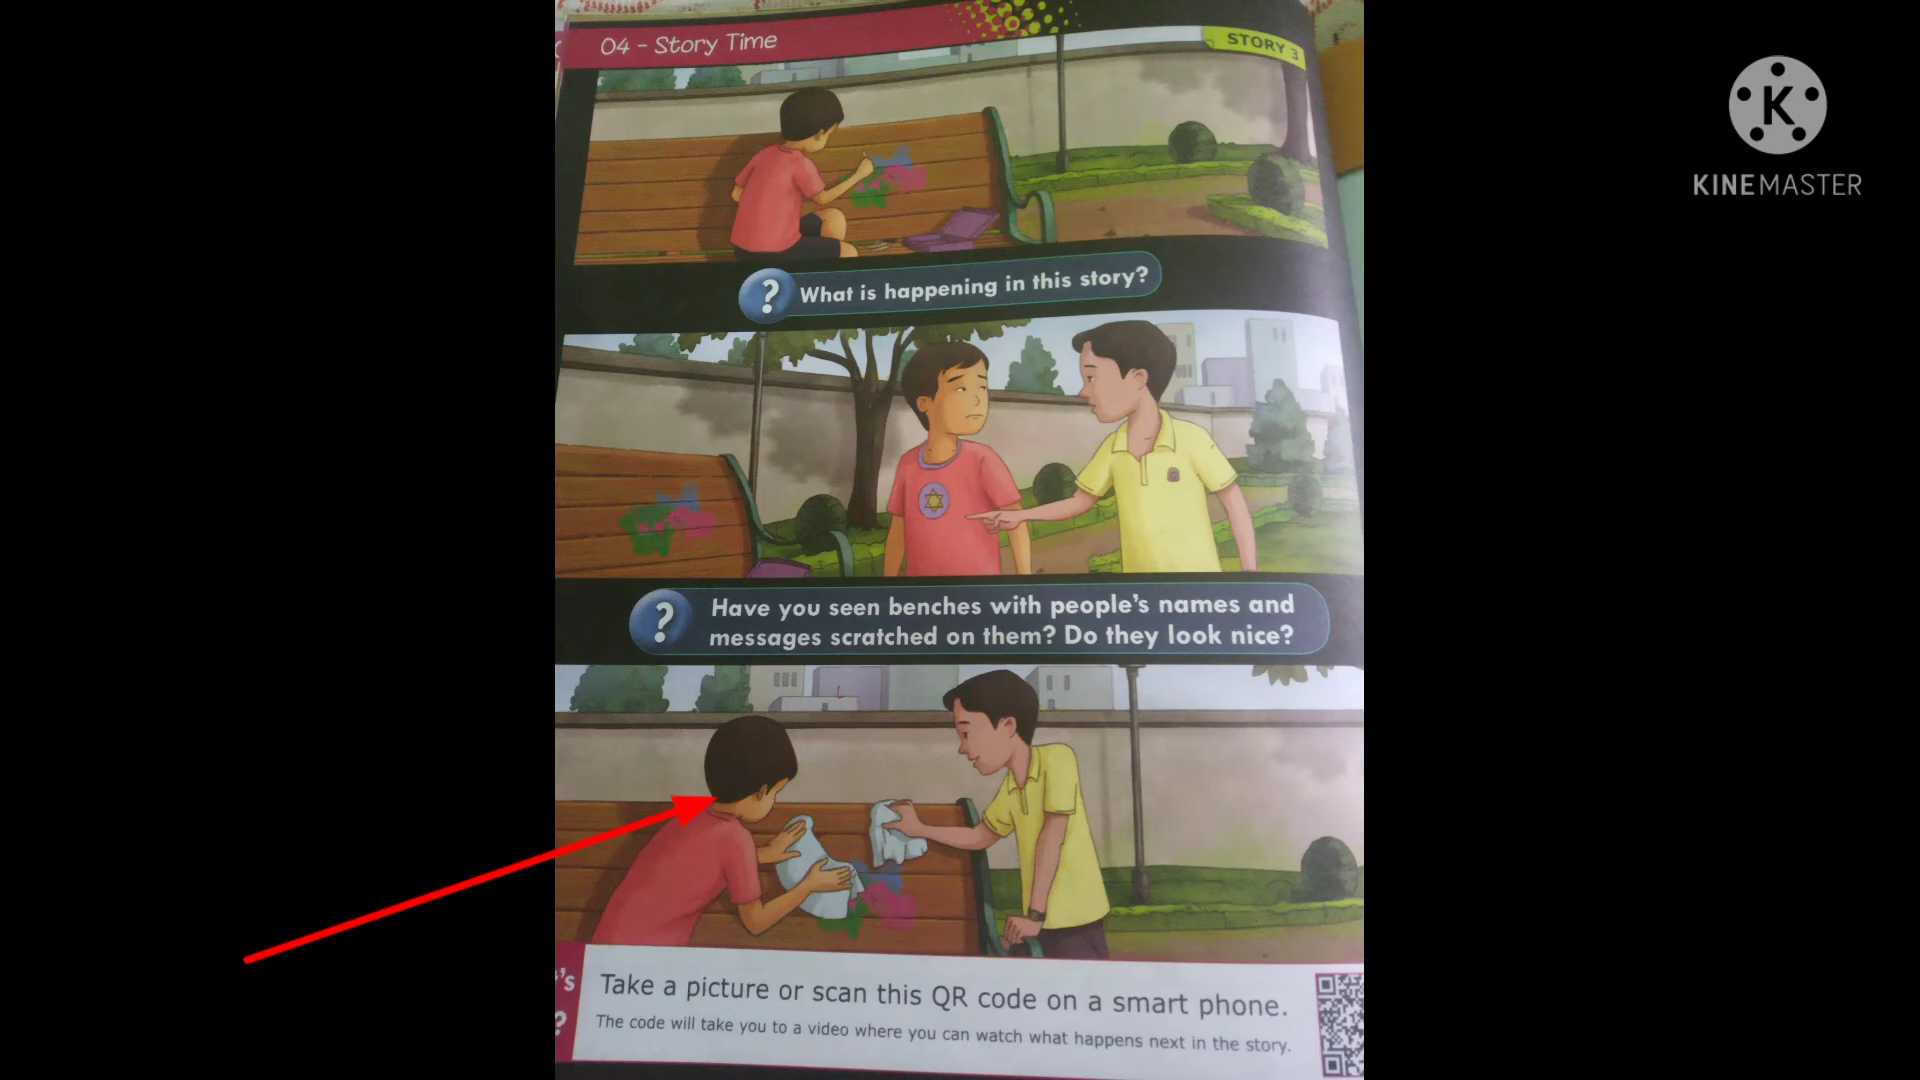 04 - Story Time
STORY 3
K
KINEMASTER
? What is happening in this story?
? Have you seen benches with people's names and
messages scratched on them? Do they look nice?
's
?
Take a picture or scan this QR code on a smart phone.
The code will take you to a video where you can watch what happens next in the story.